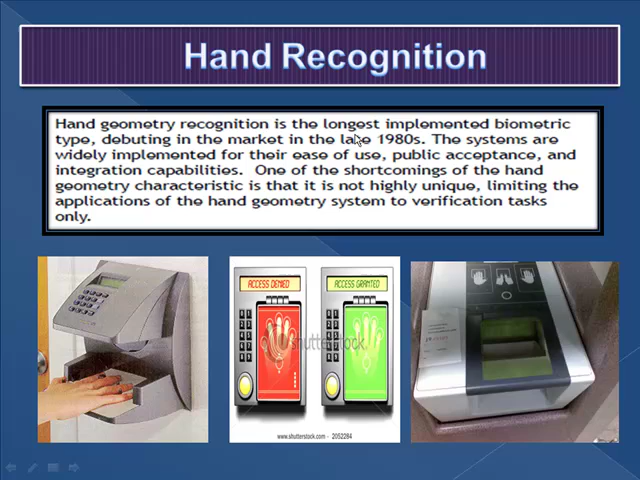 Hand Recognition
Hand geometry recognition is the longest implemented biometric
type, debuting in the market in the late 1980s. The systems are
widely implemented for their ease of use, public acceptance, and
integration capabilities. One of the shortcomings of the hand
geometry characteristic is that it is not highly unique, limiting the
applications of the hand geometry system to verification tasks
only.
ACCESS DENIED
ACCESS GRANTED
shutterstock
www.shutterstock.com - 2052284